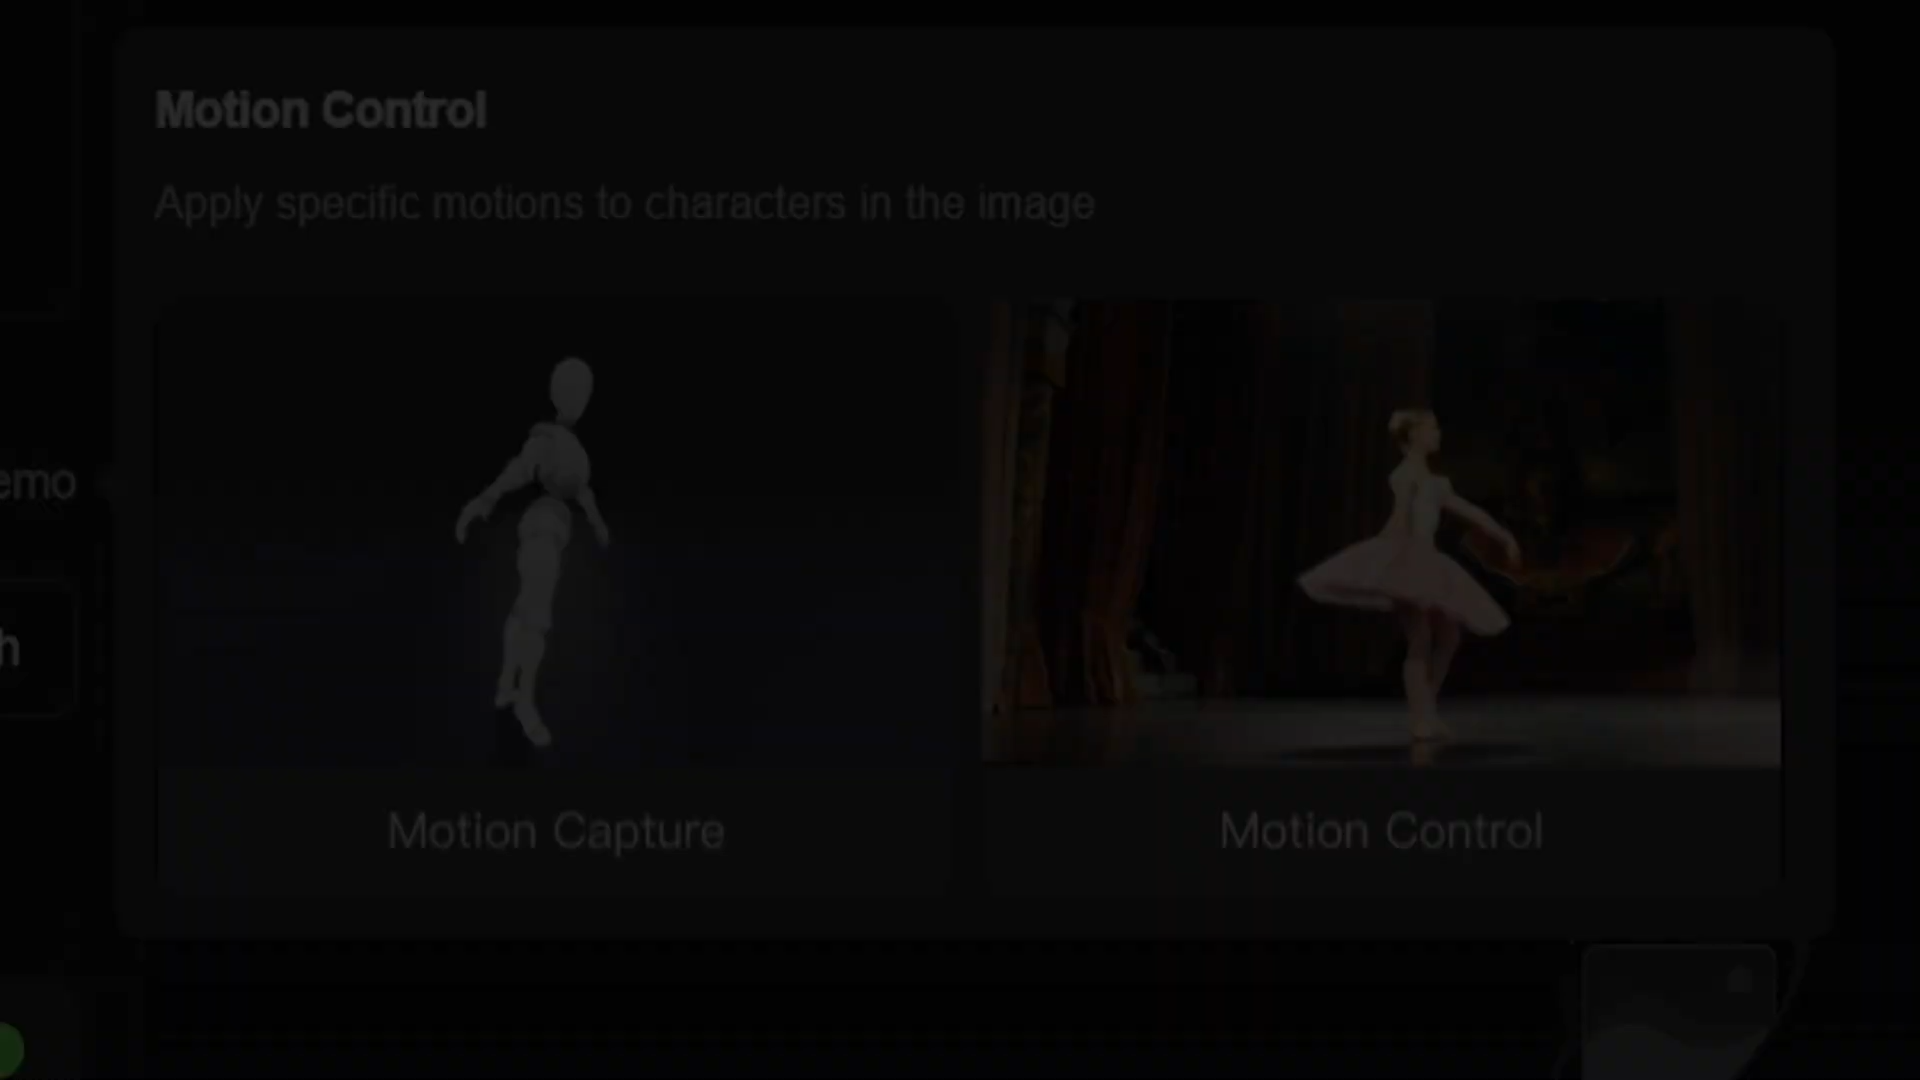 Motion Control
Apply specific motions to characters in the image
emo
h
Motion Capture
Motion Control